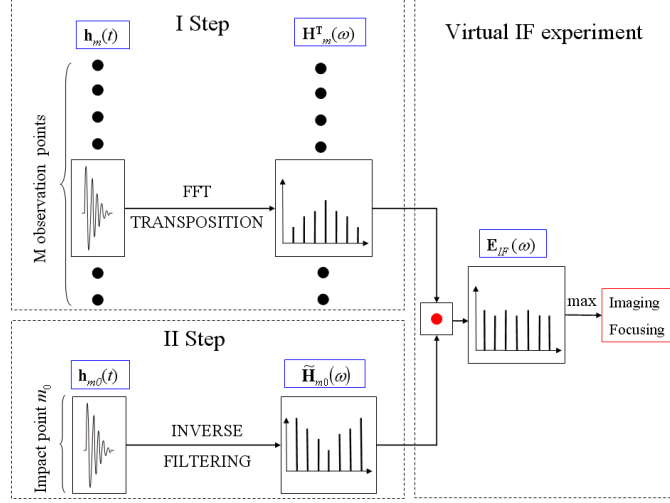 I Step
h_m(t)
H^T_m(ω)
M observation points
FFT
TRANSPOSITION
II Step
h_m0(t)
H̃_m0(ω)
Impact point m_0
INVERSE
FILTERING
Virtual IF experiment
E_IF(ω)
max
Imaging
Focusing